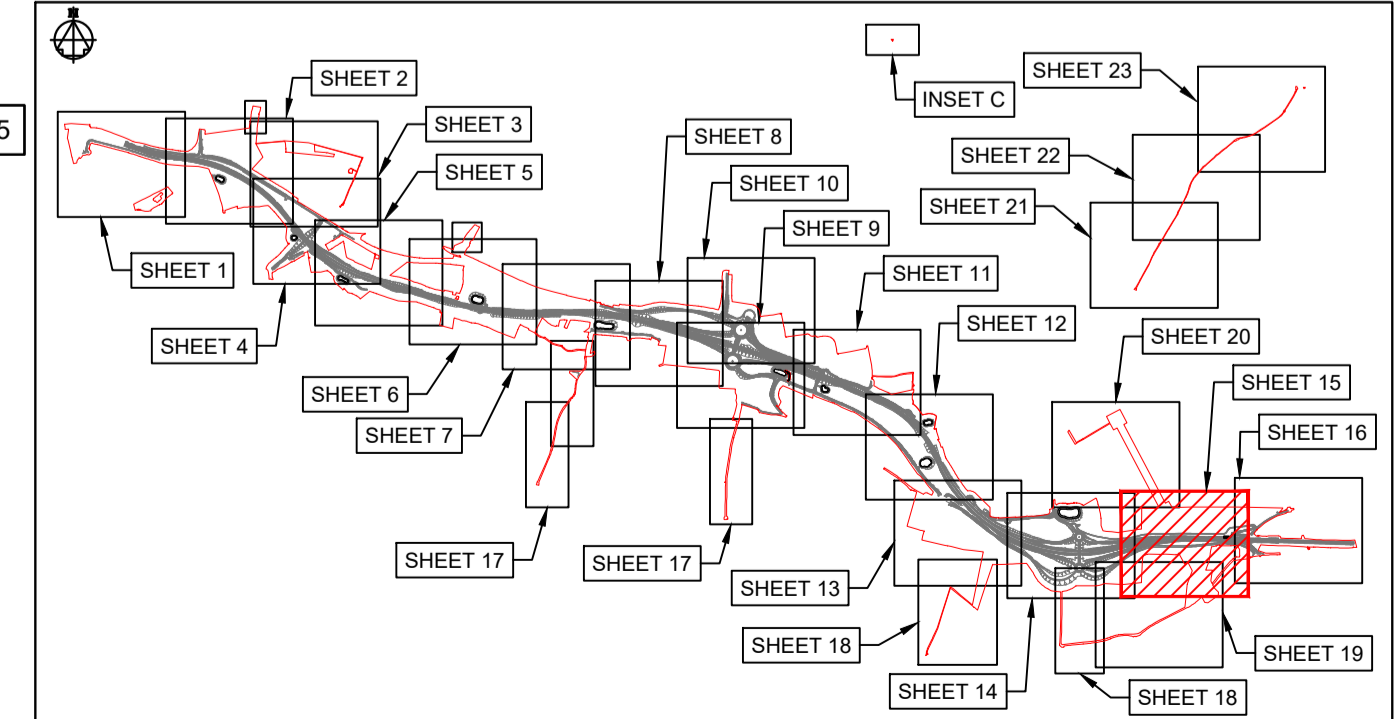 INSET C
SHEET 23
SHEET 2
SHEET 3
SHEET 8
SHEET 22
5
SHEET 5
SHEET 10
SHEET 21
SHEET 9
SHEET 1
SHEET 11
SHEET 12
SHEET 20
SHEET 4
SHEET 15
SHEET 6
SHEET 7
SHEET 16
SHEET 17
SHEET 17
SHEET 13
SHEET 18
SHEET 19
SHEET 14
SHEET 18